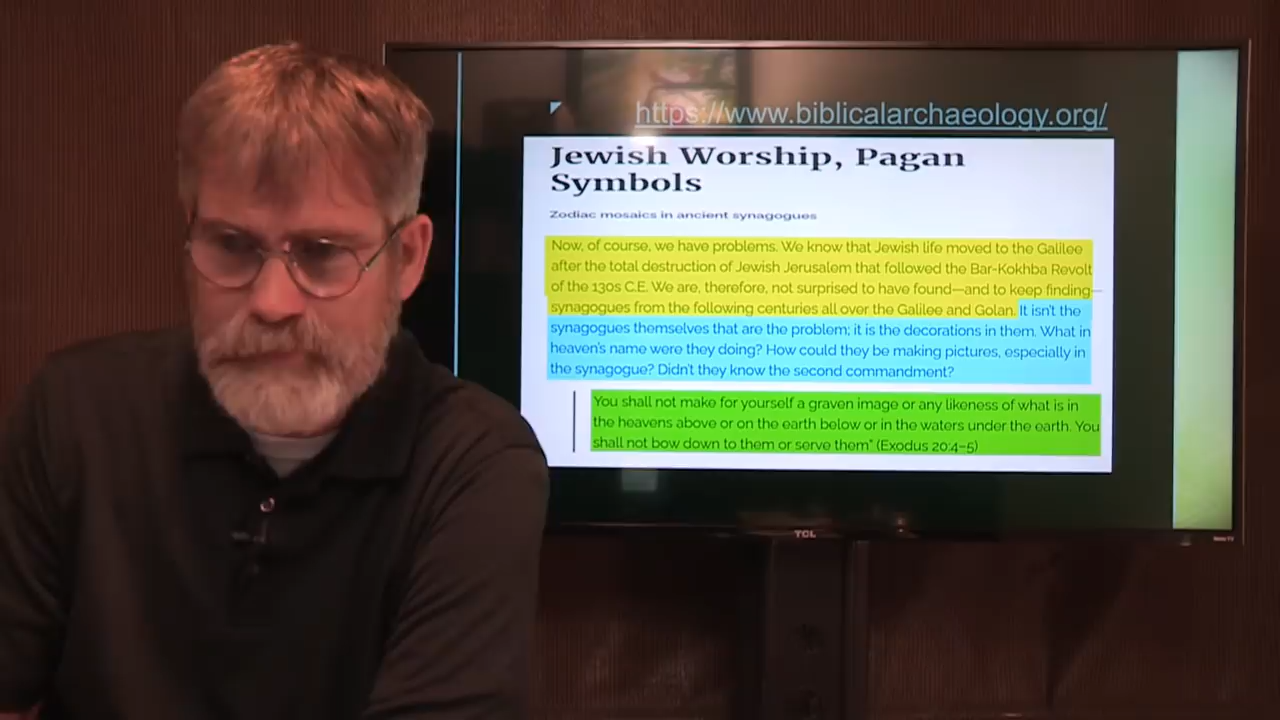 https://www.biblicalarchaeology.org/
Jewish Worship, Pagan
Symbols
Zodiac mosaics in ancient synagogues
Now, of course, we have problems. We know that Jewish life moved to the Galilee
after the total destruction of Jewish Jerusalem that followed the Bar-Kokhba Revolt
of the 130s C.E. We are, therefore, not surprised to have found—and to keep finding—
synagogues from the following centuries all over the Galilee and Golan. It isn't the
synagogues themselves that are the problem; it is the decorations in them. What in
heaven's name were they doing? How could they be making pictures, especially in
the synagogue? Didn't they know the second commandment?
You shall not make for yourself a graven image or any likeness of what is in
the heavens above or on the earth below or in the waters under the earth. You
shall not bow down to them or serve them" (Exodus 20:4–5)
TCL
Roku TV